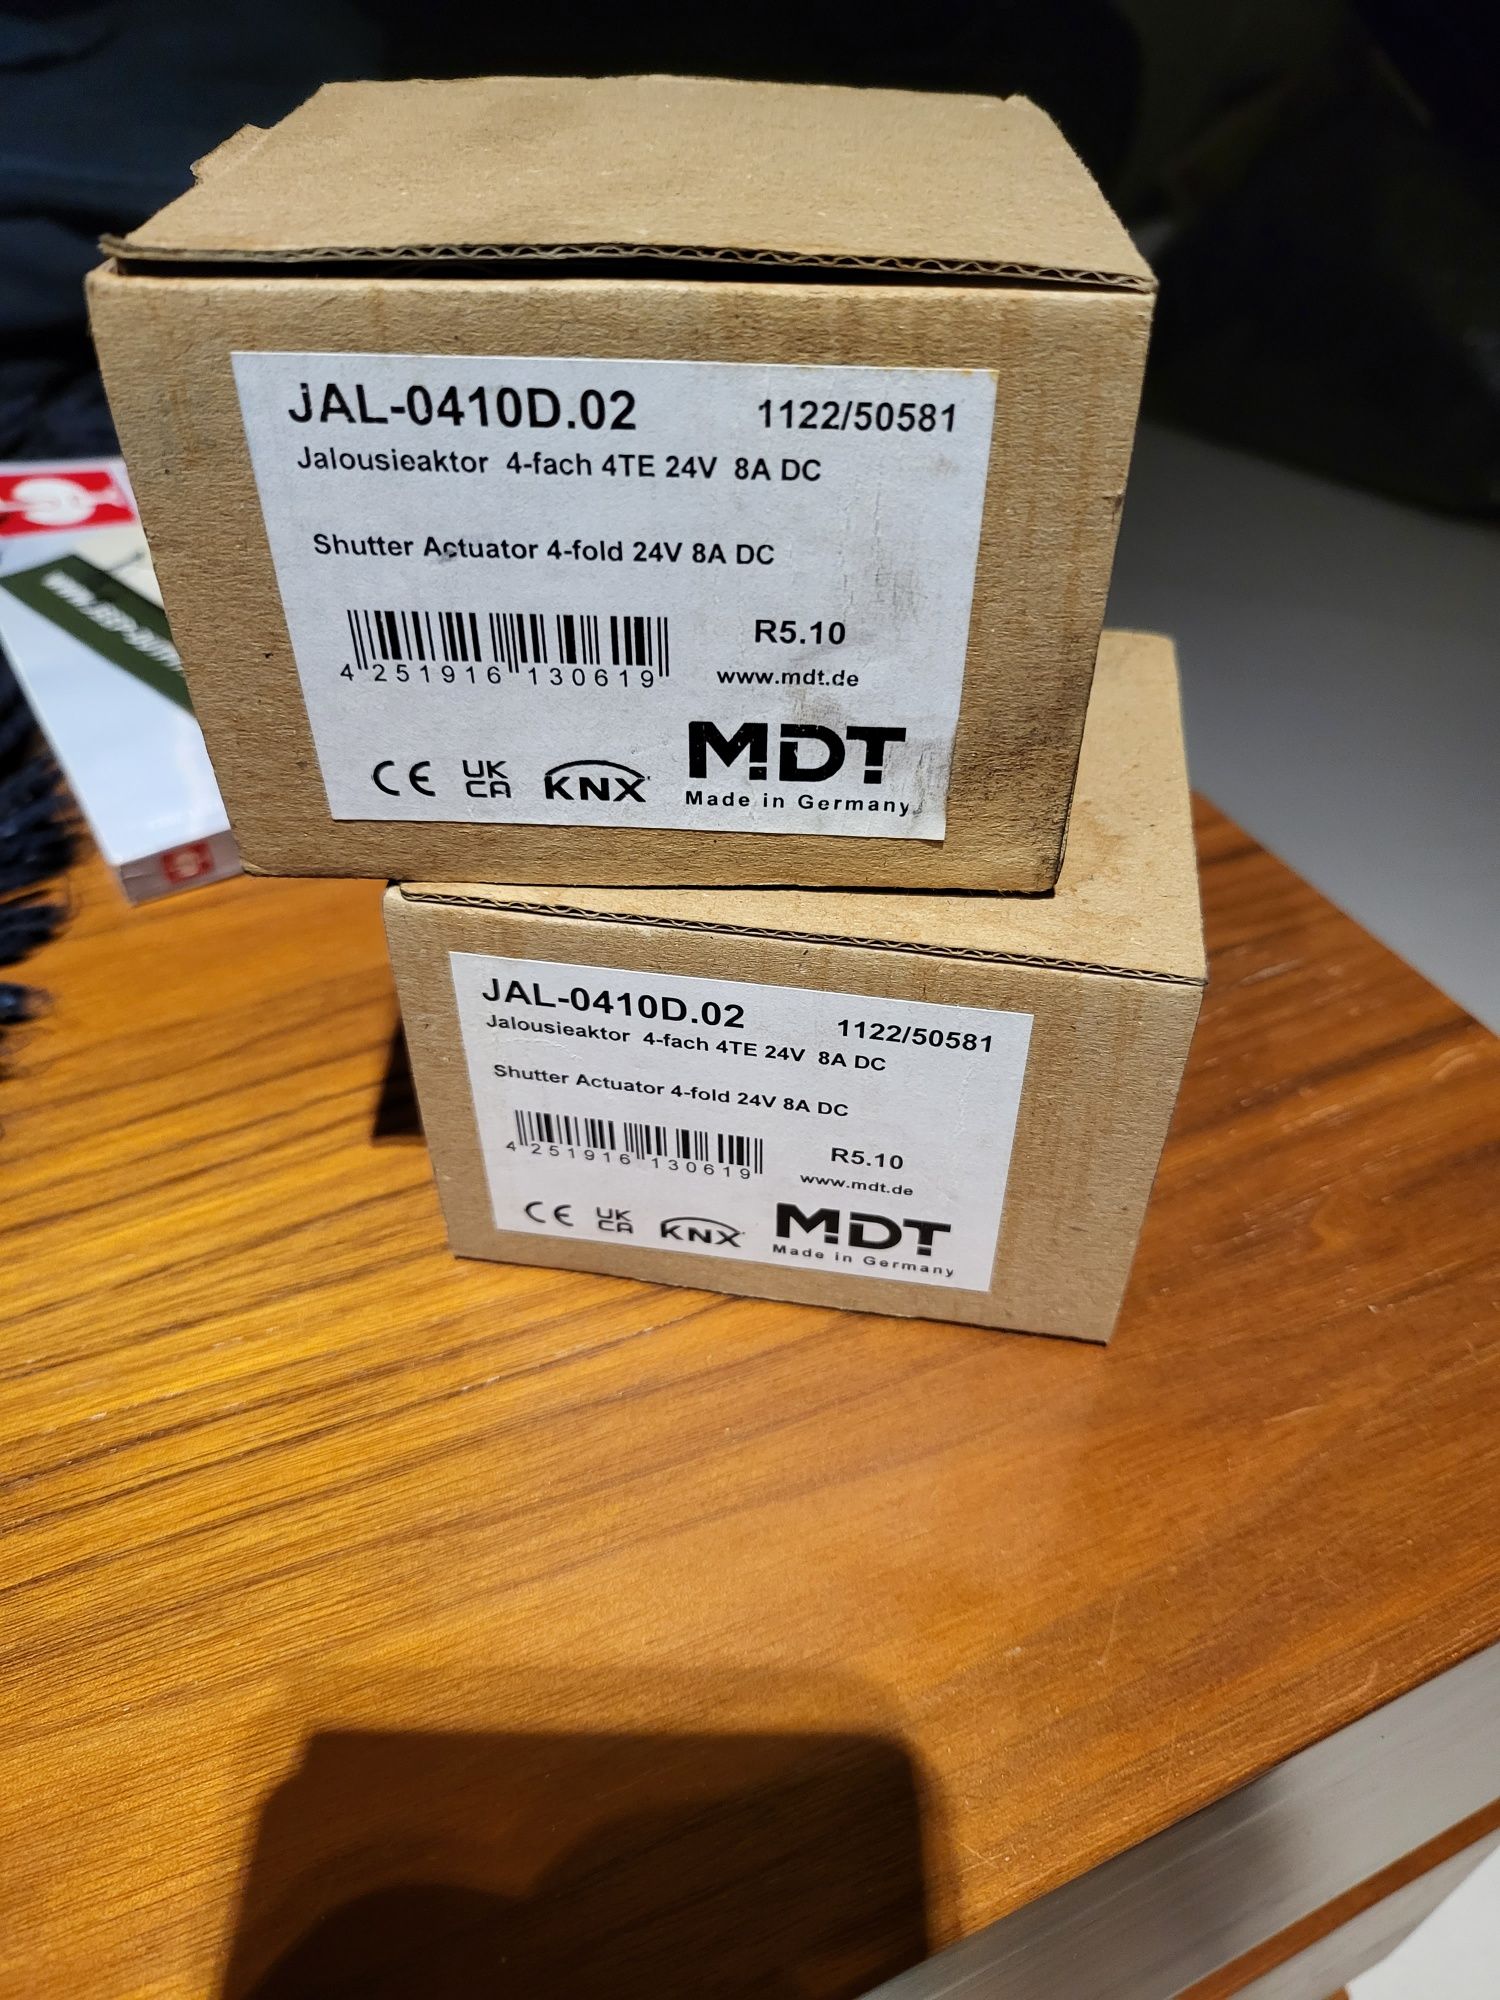 JAL-0410D.02 1122/50581
Jalousieaktor 4-fach 4TE 24V 8A DC
Shutter Actuator 4-fold 24V 8A DC
4 251916 130619
R5.10
www.mdt.de
CE UK CA KNX MDT
Made in Germany
JAL-0410D.02 1122/50581
Jalousieaktor 4-fach 4TE 24V 8A DC
Shutter Actuator 4-fold 24V 8A DC
4 251916 130619
R5.10
www.mdt.de
CE UK CA KNX MDT
Made in Germany